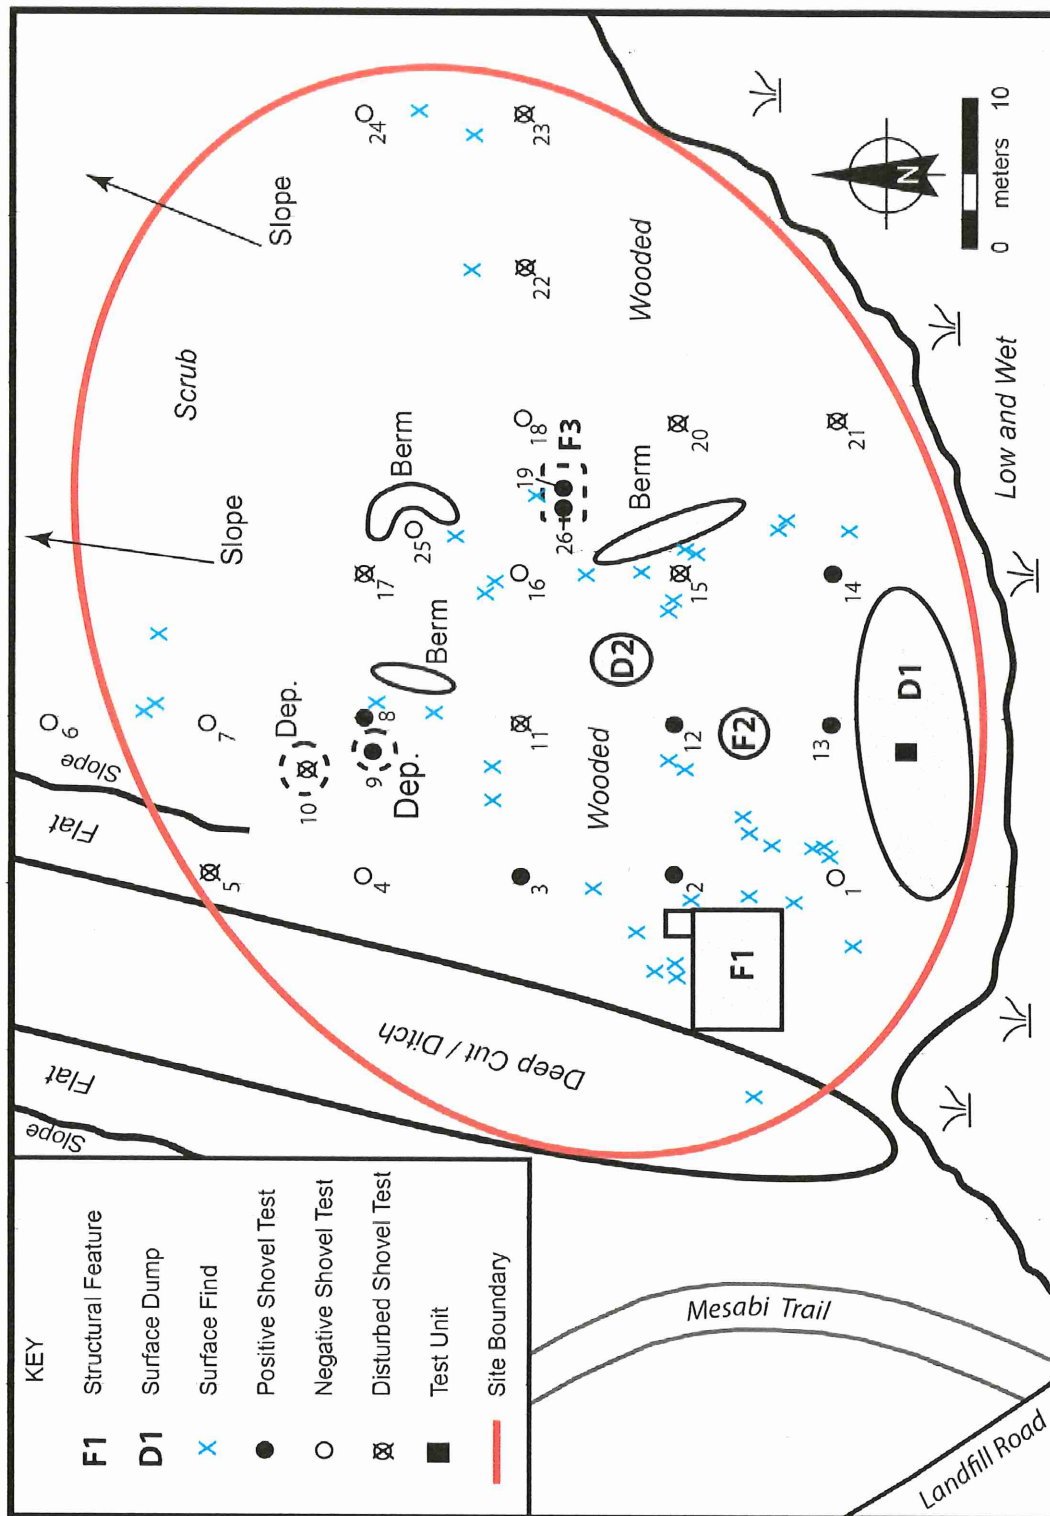 KEY
F1 Structural Feature
D1 Surface Dump
X Surface Find
Positive Shovel Test
Negative Shovel Test
Disturbed Shovel Test
Test Unit
Site Boundary
Slope
Flat
Deep Cut / Ditch
Flat
Slope
Slope
Slope
Scrub
Wooded
Wooded
Berm
Berm
Berm
Dep.
Dep.
F1
F2
F3
D1
D2
1
2
3
4
5
6
7
8
9
10
11
12
13
14
15
16
17
18
19
20
21
22
23
24
25
26
Low and Wet
Mesabi Trail
Landfill Road
N
0 10
meters